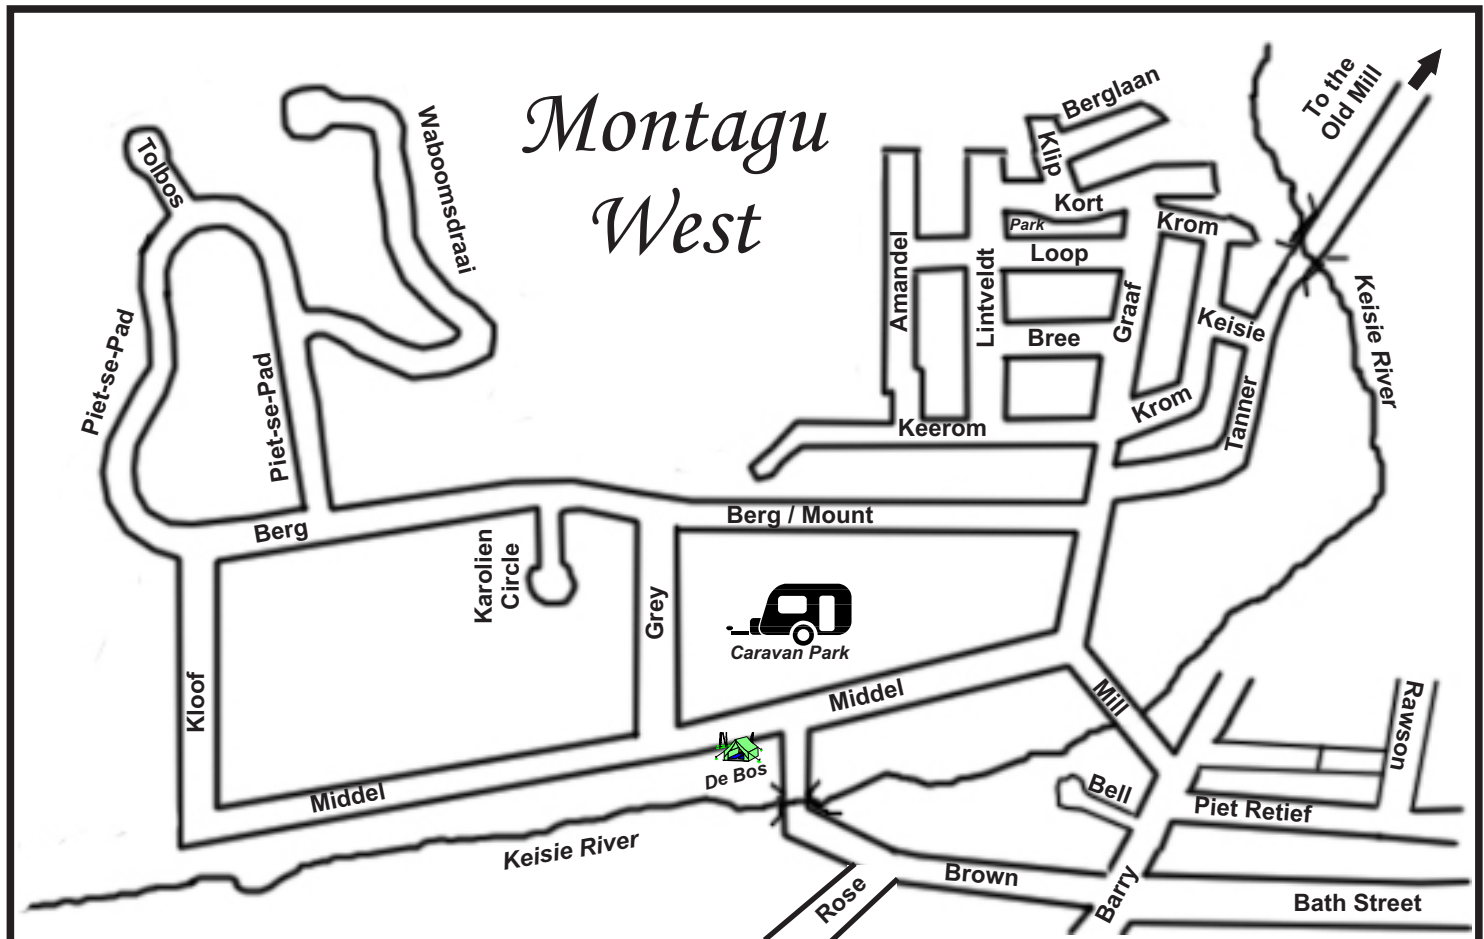 Montagu
West
To the
Old Mill
Berglaan
Klip
Waboomsdraai
Tolbos
Kort
Park
Krom
Loop
Amandel
Lintveldt
Graaf
Keisie
Keisie River
Bree
Piet-se-Pad
Piet-se-Pad
Krom
Tanner
Keerom
Berg
Berg / Mount
Karolien
Circle
Grey
Caravan Park
Kloof
Middel
Mill
Rawson
De Bos
Middel
Bell
Piet Retief
Keisie River
Brown
Rose
Barry
Bath Street